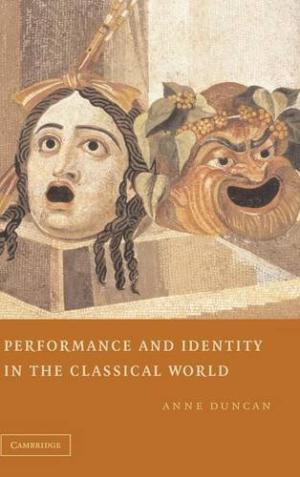 PERFORMANCE AND IDENTITY
IN THE CLASSICAL WORLD
ANNE DUNCAN
CAMBRIDGE